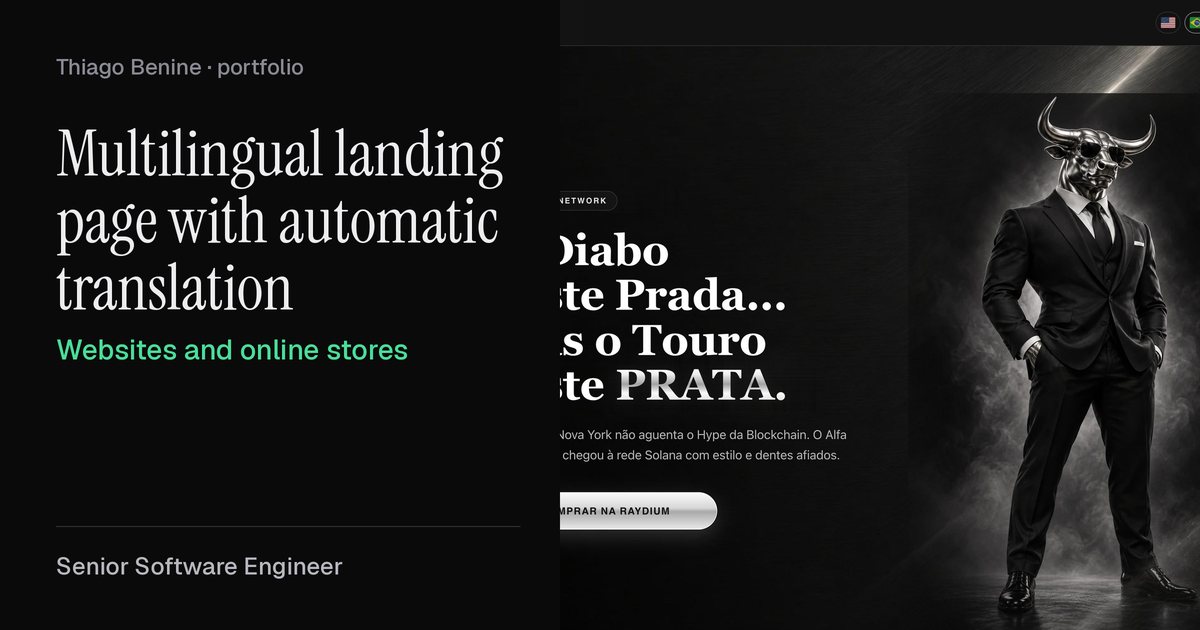 Thiago Benine · portfolio
Multilingual landing
page with automatic
translation
Websites and online stores
Senior Software Engineer
NETWORK
Diabo
ste Prada...
s o Touro
ste PRATA.
Nova York não aguenta o Hype da Blockchain. O Alfa
chegou à rede Solana com estilo e dentes afiados.
MPRAR NA RAYDIUM